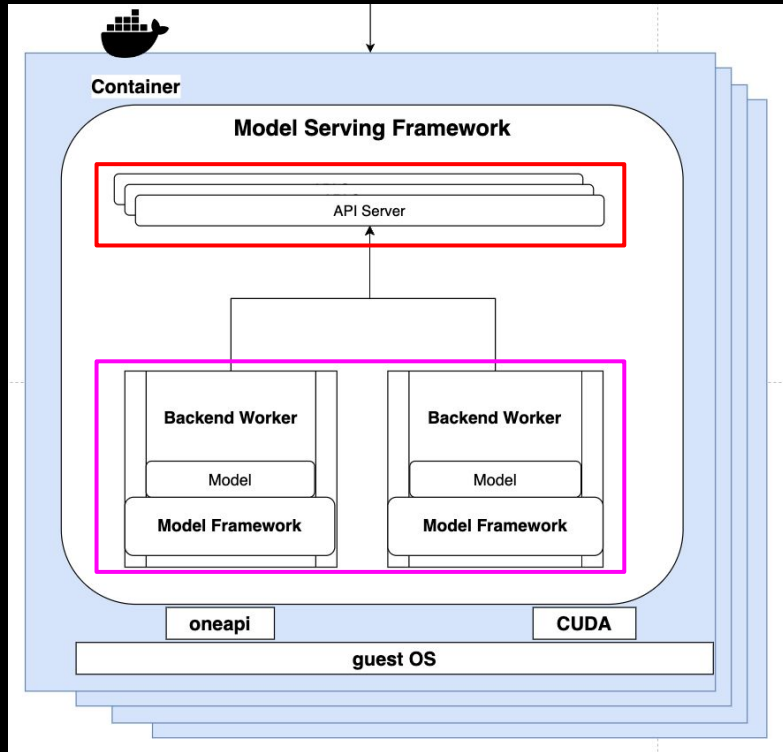 Container
Model Serving Framework
API Server
Backend Worker
Backend Worker
Model
Model
Model Framework
Model Framework
oneapi
CUDA
guest OS